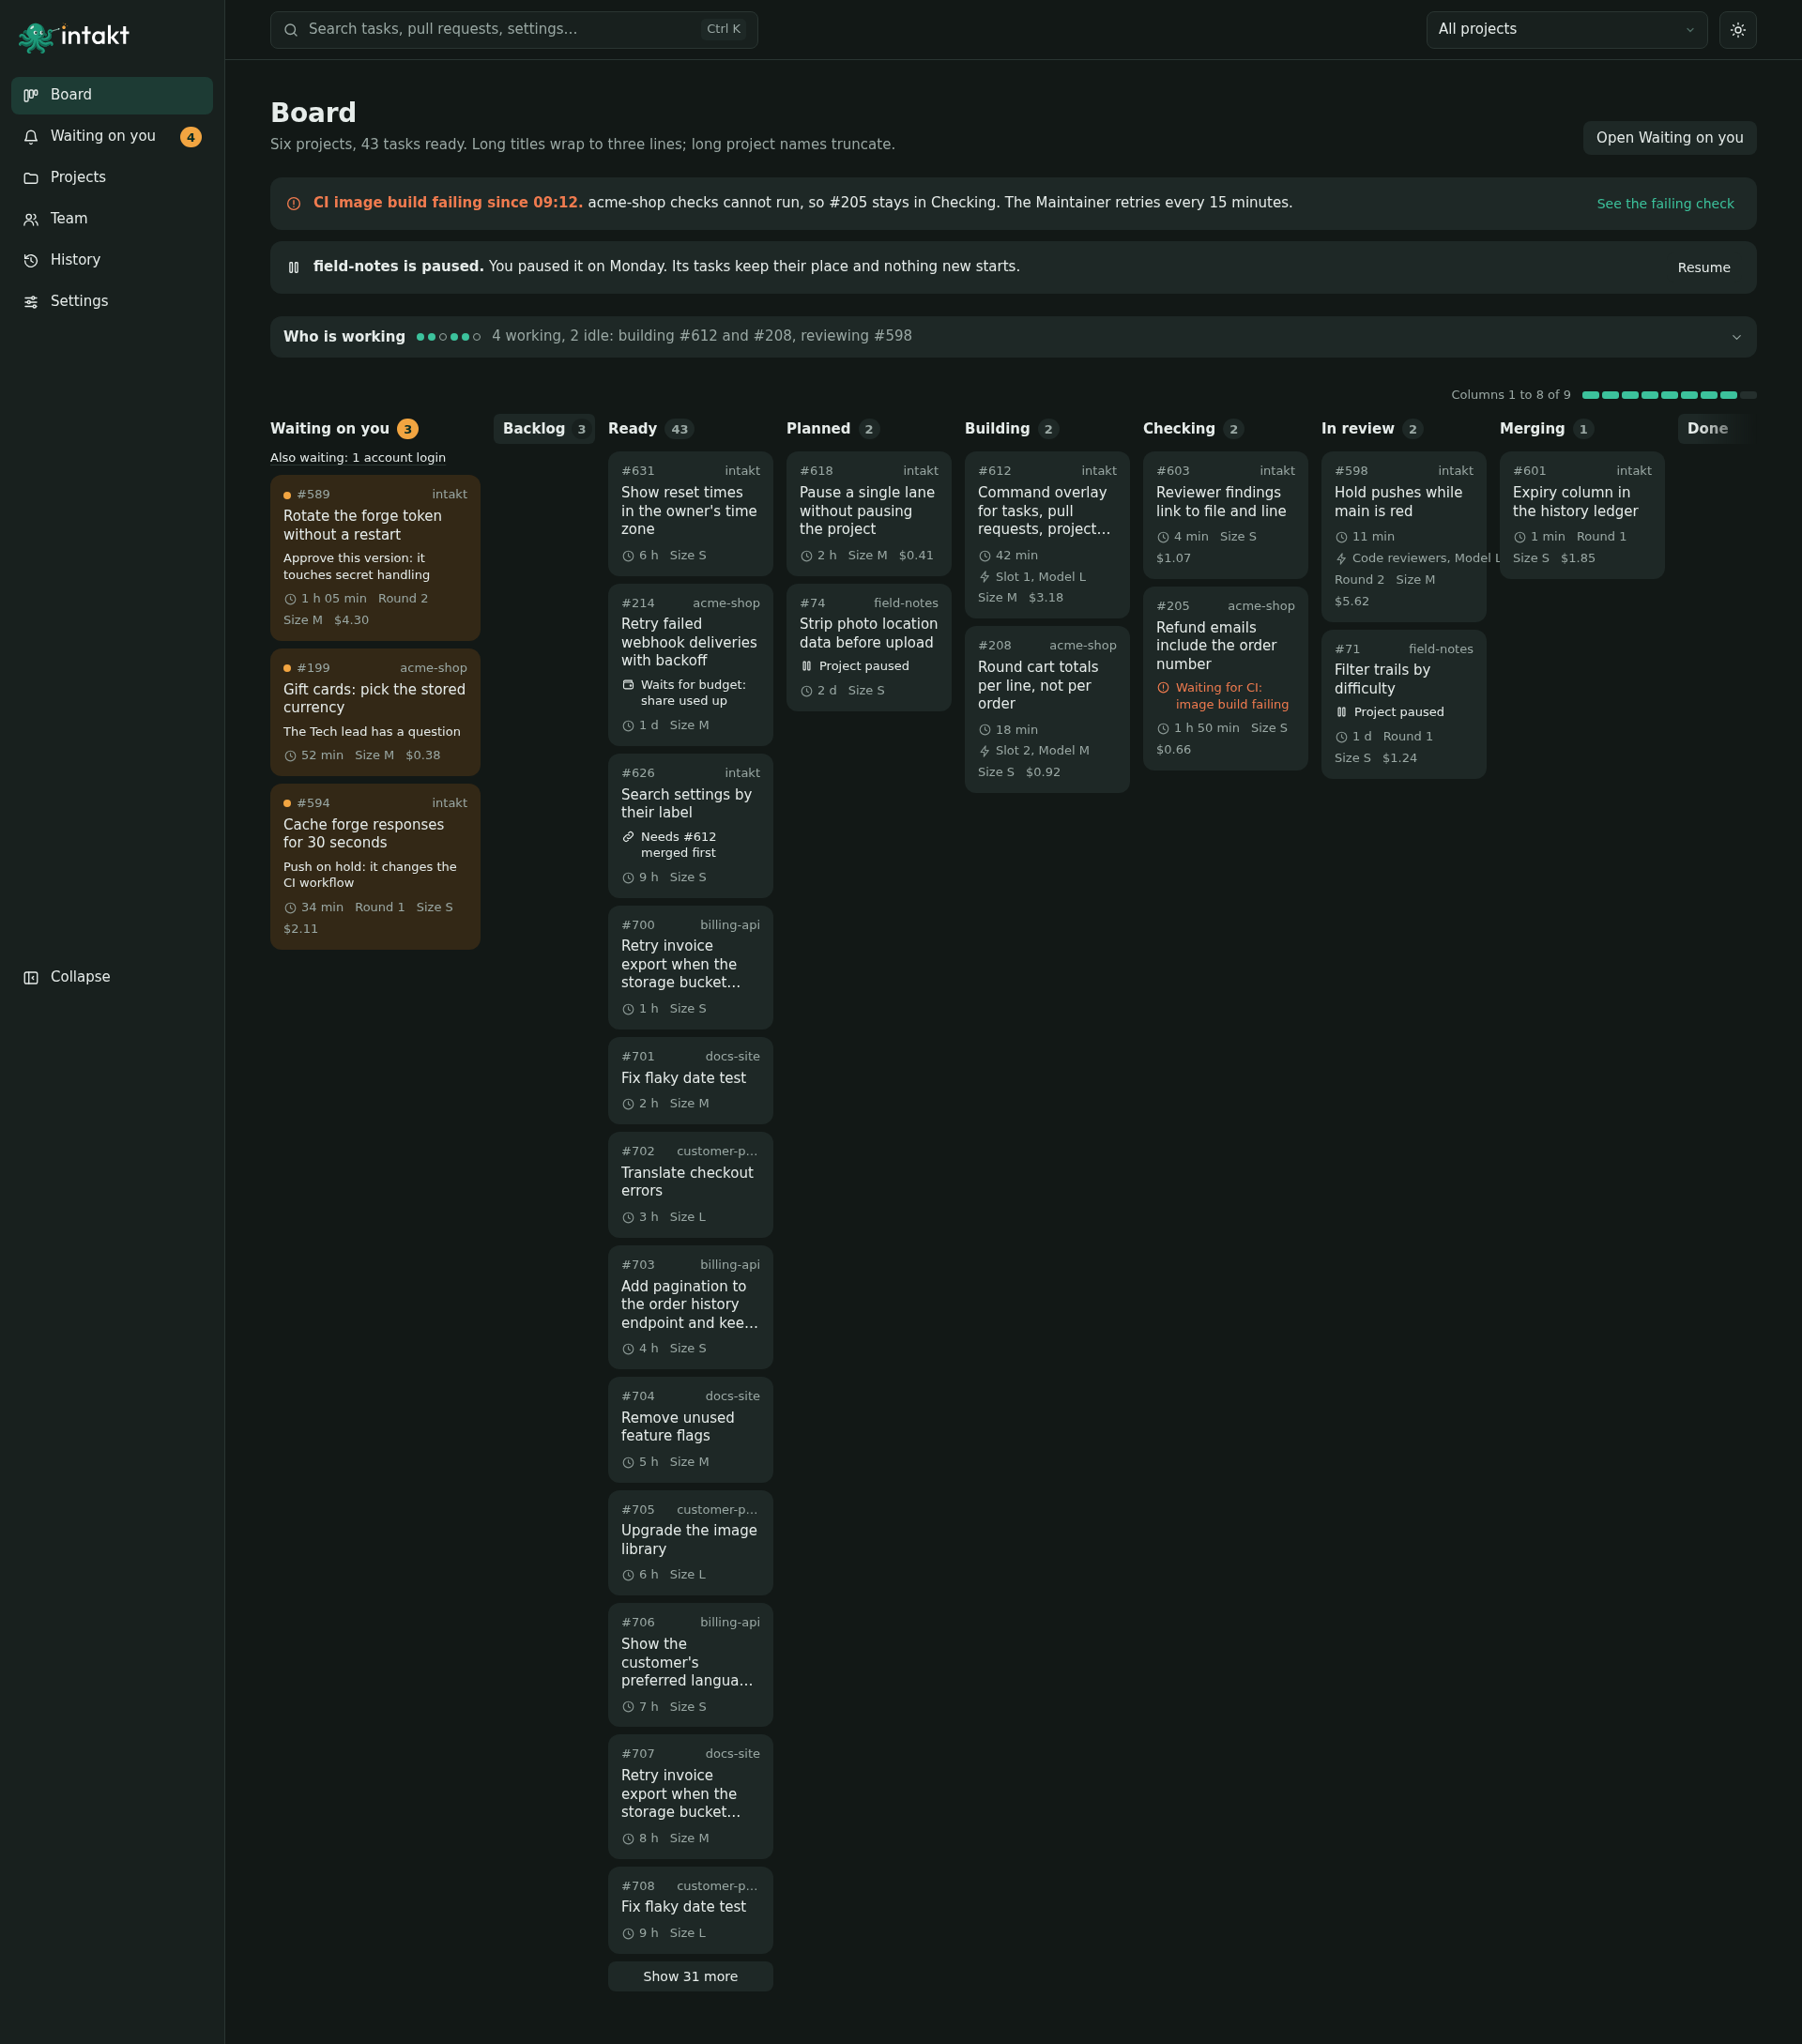 intakt
Search tasks, pull requests, settings...
Ctrl K
All projects
Board
Waiting on you 4
Projects
Team
History
Settings
Collapse
Board
Six projects, 43 tasks ready. Long titles wrap to three lines; long project names truncate.
Open Waiting on you
CI image build failing since 09:12. acme-shop checks cannot run, so #205 stays in Checking. The Maintainer retries every 15 minutes.
See the failing check
field-notes is paused. You paused it on Monday. Its tasks keep their place and nothing new starts.
Resume
Who is working
4 working, 2 idle: building #612 and #208, reviewing #598
Columns 1 to 8 of 9
Waiting on you 3
Also waiting: 1 account login
#589 intakt
Rotate the forge token
without a restart
Approve this version: it
touches secret handling
1 h 05 min Round 2
Size M $4.30
#199 acme-shop
Gift cards: pick the stored
currency
The Tech lead has a question
52 min Size M $0.38
#594 intakt
Cache forge responses
for 30 seconds
Push on hold: it changes the
CI workflow
34 min Round 1 Size S
$2.11
Backlog 3
Ready 43
#631 intakt
Show reset times
in the owner's time
zone
6 h Size S
#214 acme-shop
Retry failed
webhook deliveries
with backoff
Waits for budget:
share used up
1 d Size M
#626 intakt
Search settings by
their label
Needs #612
merged first
9 h Size S
#700 billing-api
Retry invoice
export when the
storage bucket...
1 h Size S
#701 docs-site
Fix flaky date test
2 h Size M
#702 customer-p...
Translate checkout
errors
3 h Size L
#703 billing-api
Add pagination to
the order history
endpoint and kee...
4 h Size S
#704 docs-site
Remove unused
feature flags
5 h Size M
#705 customer-p...
Upgrade the image
library
6 h Size L
#706 billing-api
Show the
customer's
preferred langua...
7 h Size S
#707 docs-site
Retry invoice
export when the
storage bucket...
8 h Size M
#708 customer-p...
Fix flaky date test
9 h Size L
Show 31 more
Planned 2
#618 intakt
Pause a single lane
without pausing
the project
2 h Size M $0.41
#74 field-notes
Strip photo location
data before upload
Project paused
2 d Size S
Building 2
#612 intakt
Command overlay
for tasks, pull
requests, project...
42 min
Slot 1, Model L
Size M $3.18
#208 acme-shop
Round cart totals
per line, not per
order
18 min
Slot 2, Model M
Size S $0.92
Checking 2
#603 intakt
Reviewer findings
link to file and line
4 min Size S
$1.07
#205 acme-shop
Refund emails
include the order
number
Waiting for CI:
image build failing
1 h 50 min Size S
$0.66
In review 2
#598 intakt
Hold pushes while
main is red
11 min
Code reviewers, Model L
Round 2 Size M
$5.62
#71 field-notes
Filter trails by
difficulty
Project paused
1 d Round 1
Size S $1.24
Merging 1
#601 intakt
Expiry column in
the history ledger
1 min Round 1
Size S $1.85
Done